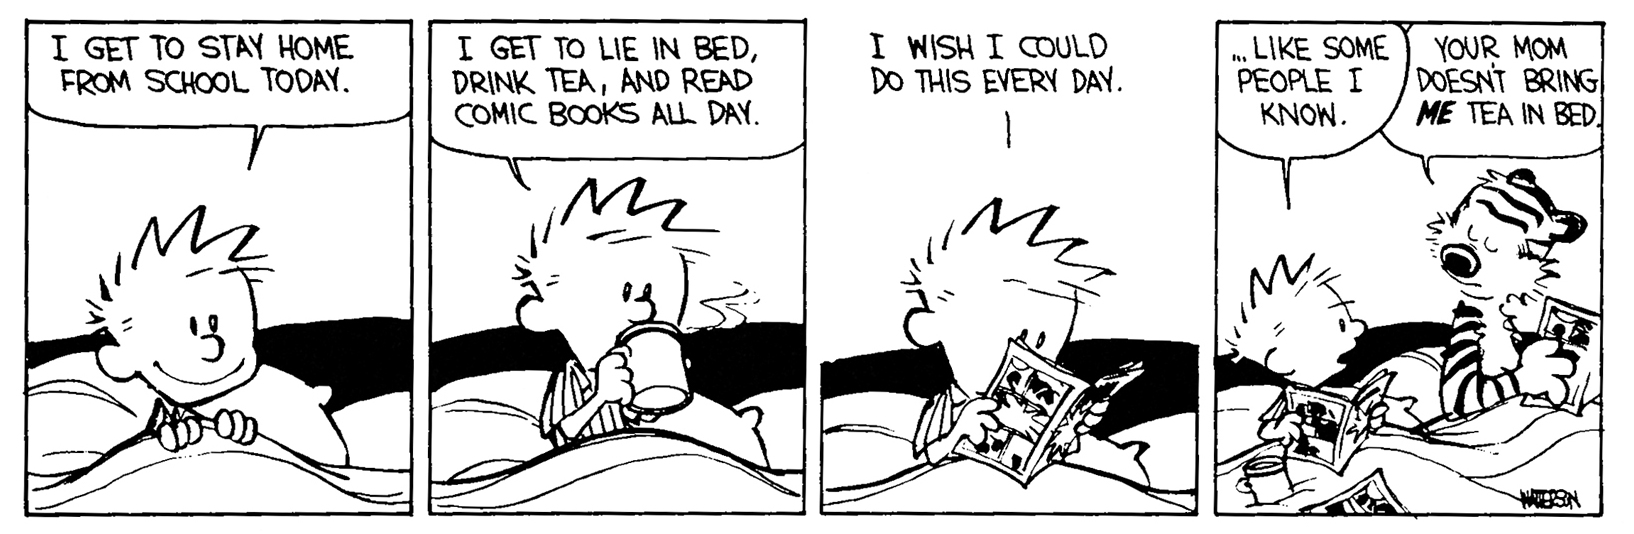 I GET TO STAY HOME
FROM SCHOOL TODAY.
I GET TO LIE IN BED,
DRINK TEA, AND READ
COMIC BOOKS ALL DAY.
I WISH I COULD
DO THIS EVERY DAY.
...LIKE SOME
PEOPLE I
KNOW.
YOUR MOM
DOESN'T BRING
ME TEA IN BED.
WATTERSON